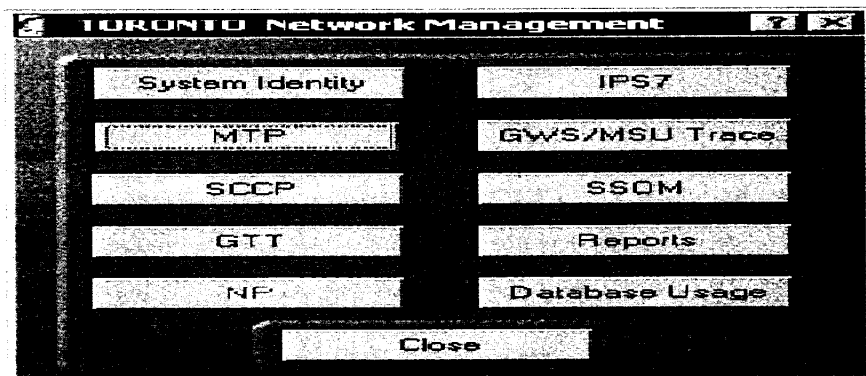 TORONTO Network Management
System Identity
IPS7
MTP
GWS/MSU Trace
SCCP
SSOM
GTT
Reports
NP
Database Usage
Close